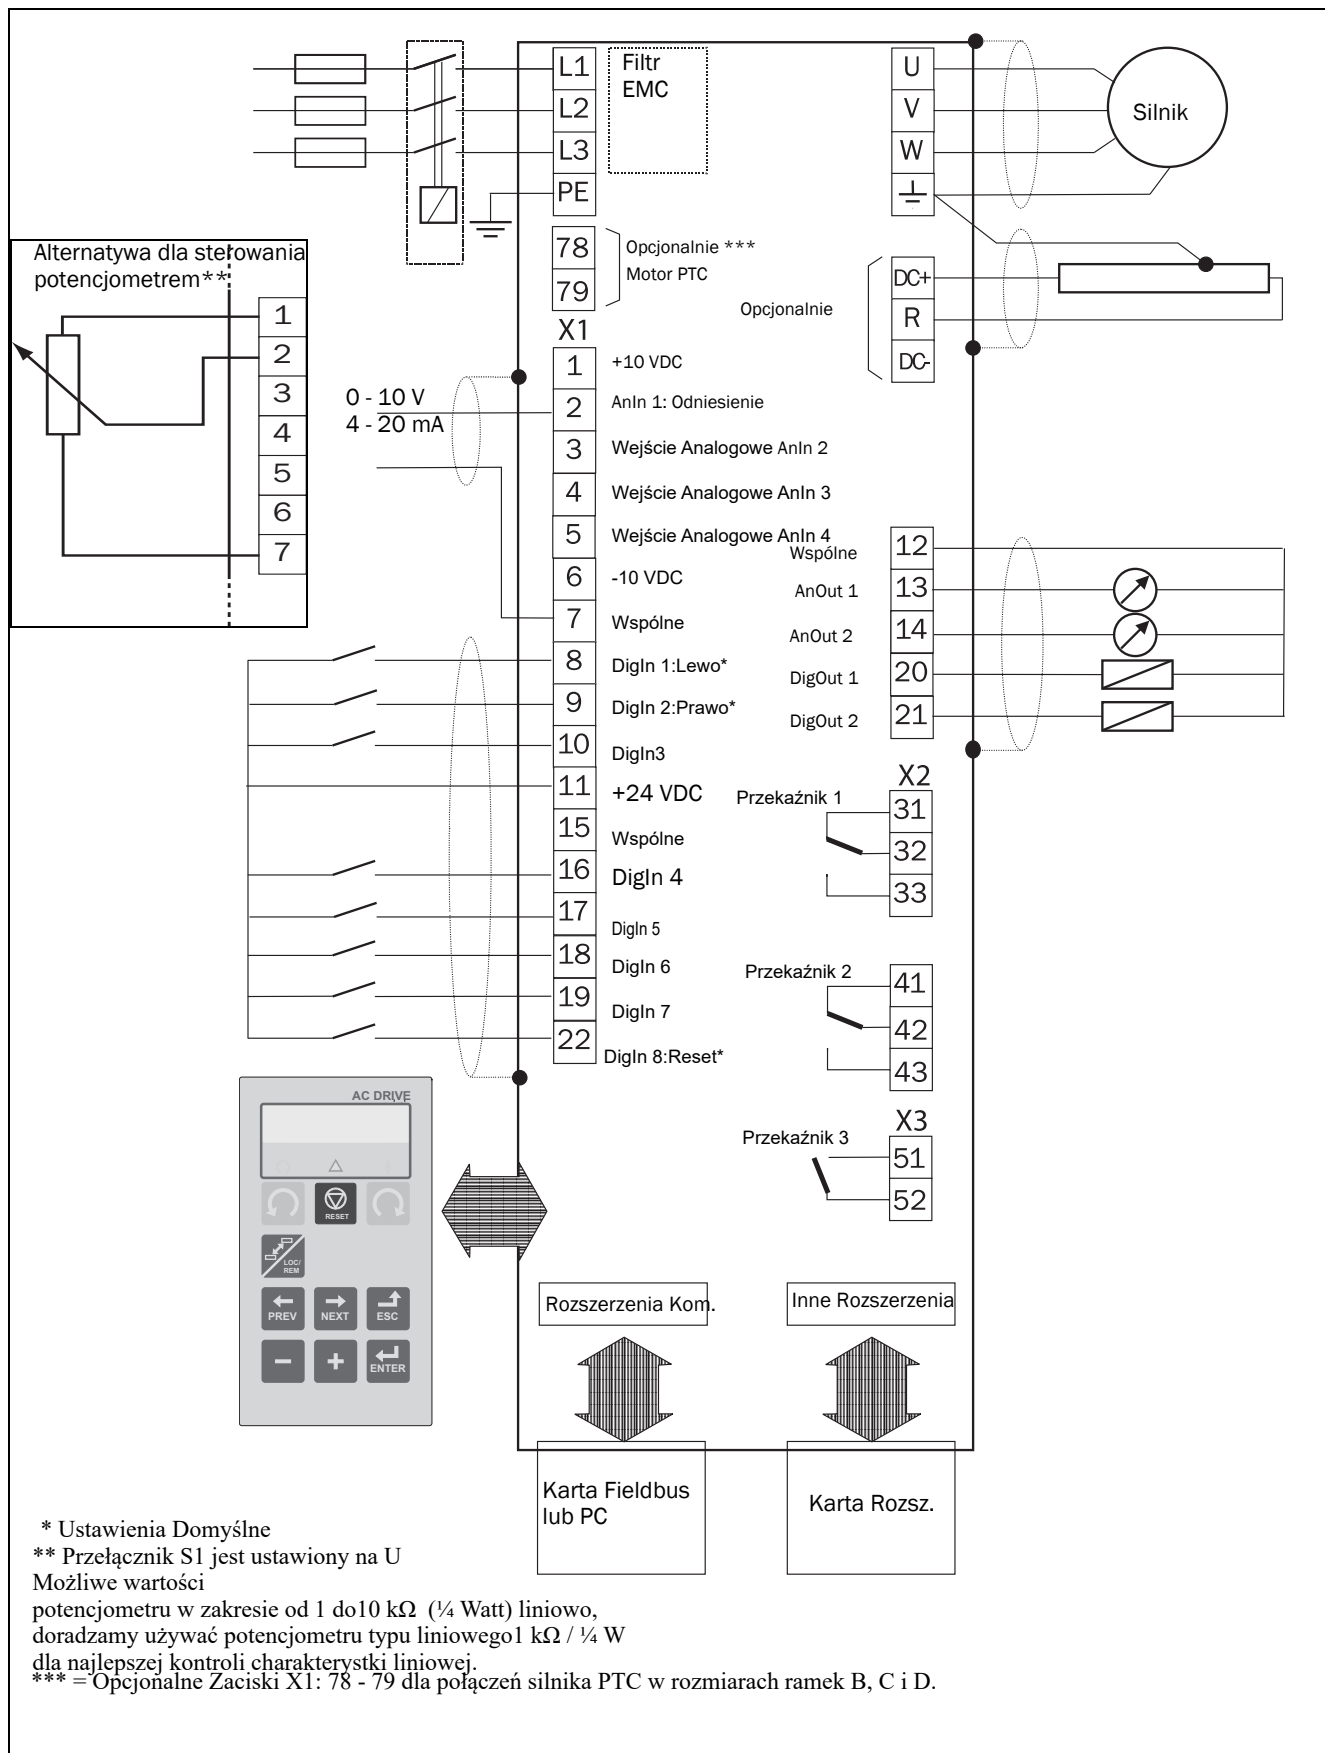 L1
L2
L3
PE
Filtr
EMC
U
V
W
Silnik
78
79
Opcjonalnie ***
Motor PTC
Opcjonalnie
DC+
R
DC-
Alternatywa dla sterowania
potencjometrem**
1
2
3
4
5
6
7
0 - 10 V
4 - 20 mA
X1
1 +10 VDC
2 AnIn 1: Odniesienie
3 Wejście Analogowe AnIn 2
4 Wejście Analogowe AnIn 3
5 Wejście Analogowe AnIn 4
6 -10 VDC
7 Wspólne
8 DigIn 1:Lewo*
9 DigIn 2:Prawo*
10 DigIn3
11 +24 VDC
15 Wspólne
16 DigIn 4
17 DigIn 5
18 DigIn 6
19 DigIn 7
22 DigIn 8:Reset*
Wspólne 12
AnOut 1 13
AnOut 2 14
DigOut 1 20
DigOut 2 21
X2
Przekaźnik 1
31
32
33
Przekaźnik 2
41
42
43
X3
Przekaźnik 3
51
52
AC DRIVE
RESET
LOC/
REM
PREV
NEXT
ESC
−
+
ENTER
Rozszerzenia Kom.
Inne Rozszerzenia
Karta Fieldbus
lub PC
Karta Rozsz.
* Ustawienia Domyślne
** Przełącznik S1 jest ustawiony na U
Możliwe wartości
potencjometru w zakresie od 1 do10 kΩ (¼ Watt) liniowo,
doradzamy używać potencjometru typu liniowego1 kΩ / ¼ W
dla najlepszej kontroli charakterystki liniowej.
*** = Opcjonalne Zaciski X1: 78 - 79 dla połączeń silnika PTC w rozmiarach ramek B, C i D.